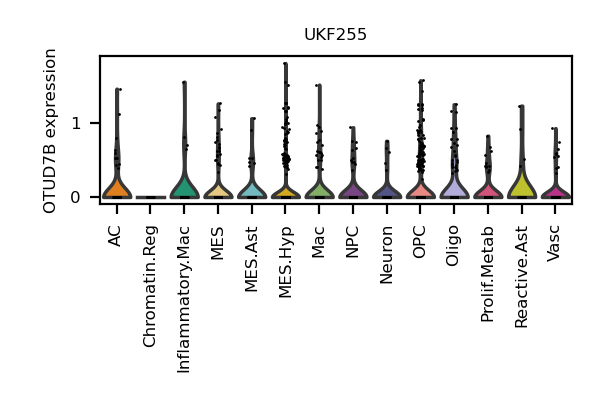 UKF255
OTUD7B expression
1
0
AC
Chromatin.Reg
Inflammatory.Mac
MES
MES.Ast
MES.Hyp
Mac
NPC
Neuron
OPC
Oligo
Prolif.Metab
Reactive.Ast
Vasc